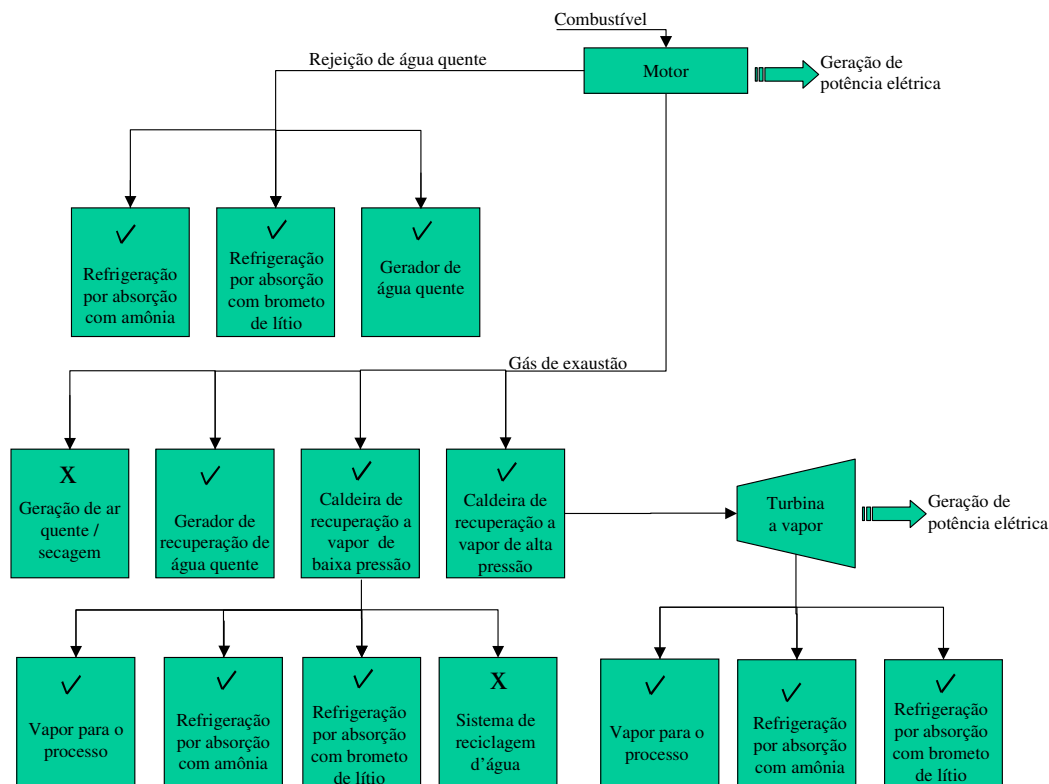 Combustível
Rejeição de água quente
Motor
Geração de
potência elétrica
✓
Refrigeração
por absorção
com amônia
✓
Refrigeração
por absorção
com brometo
de lítio
✓
Gerador de
água quente
Gás de exaustão
X
Geração de ar
quente /
secagem
✓
Gerador de
recuperação de
água quente
✓
Caldeira de
recuperação a
vapor de
baixa pressão
✓
Caldeira de
recuperação a
vapor de alta
pressão
Turbina
a vapor
Geração de
potência elétrica
✓
Vapor para o
processo
✓
Refrigeração
por absorção
com amônia
✓
Refrigeração
por absorção
com brometo
de lítio
X
Sistema de
reciclagem
d’água
✓
Vapor para o
processo
✓
Refrigeração
por absorção
com amônia
✓
Refrigeração
por absorção
com brometo
de lítio